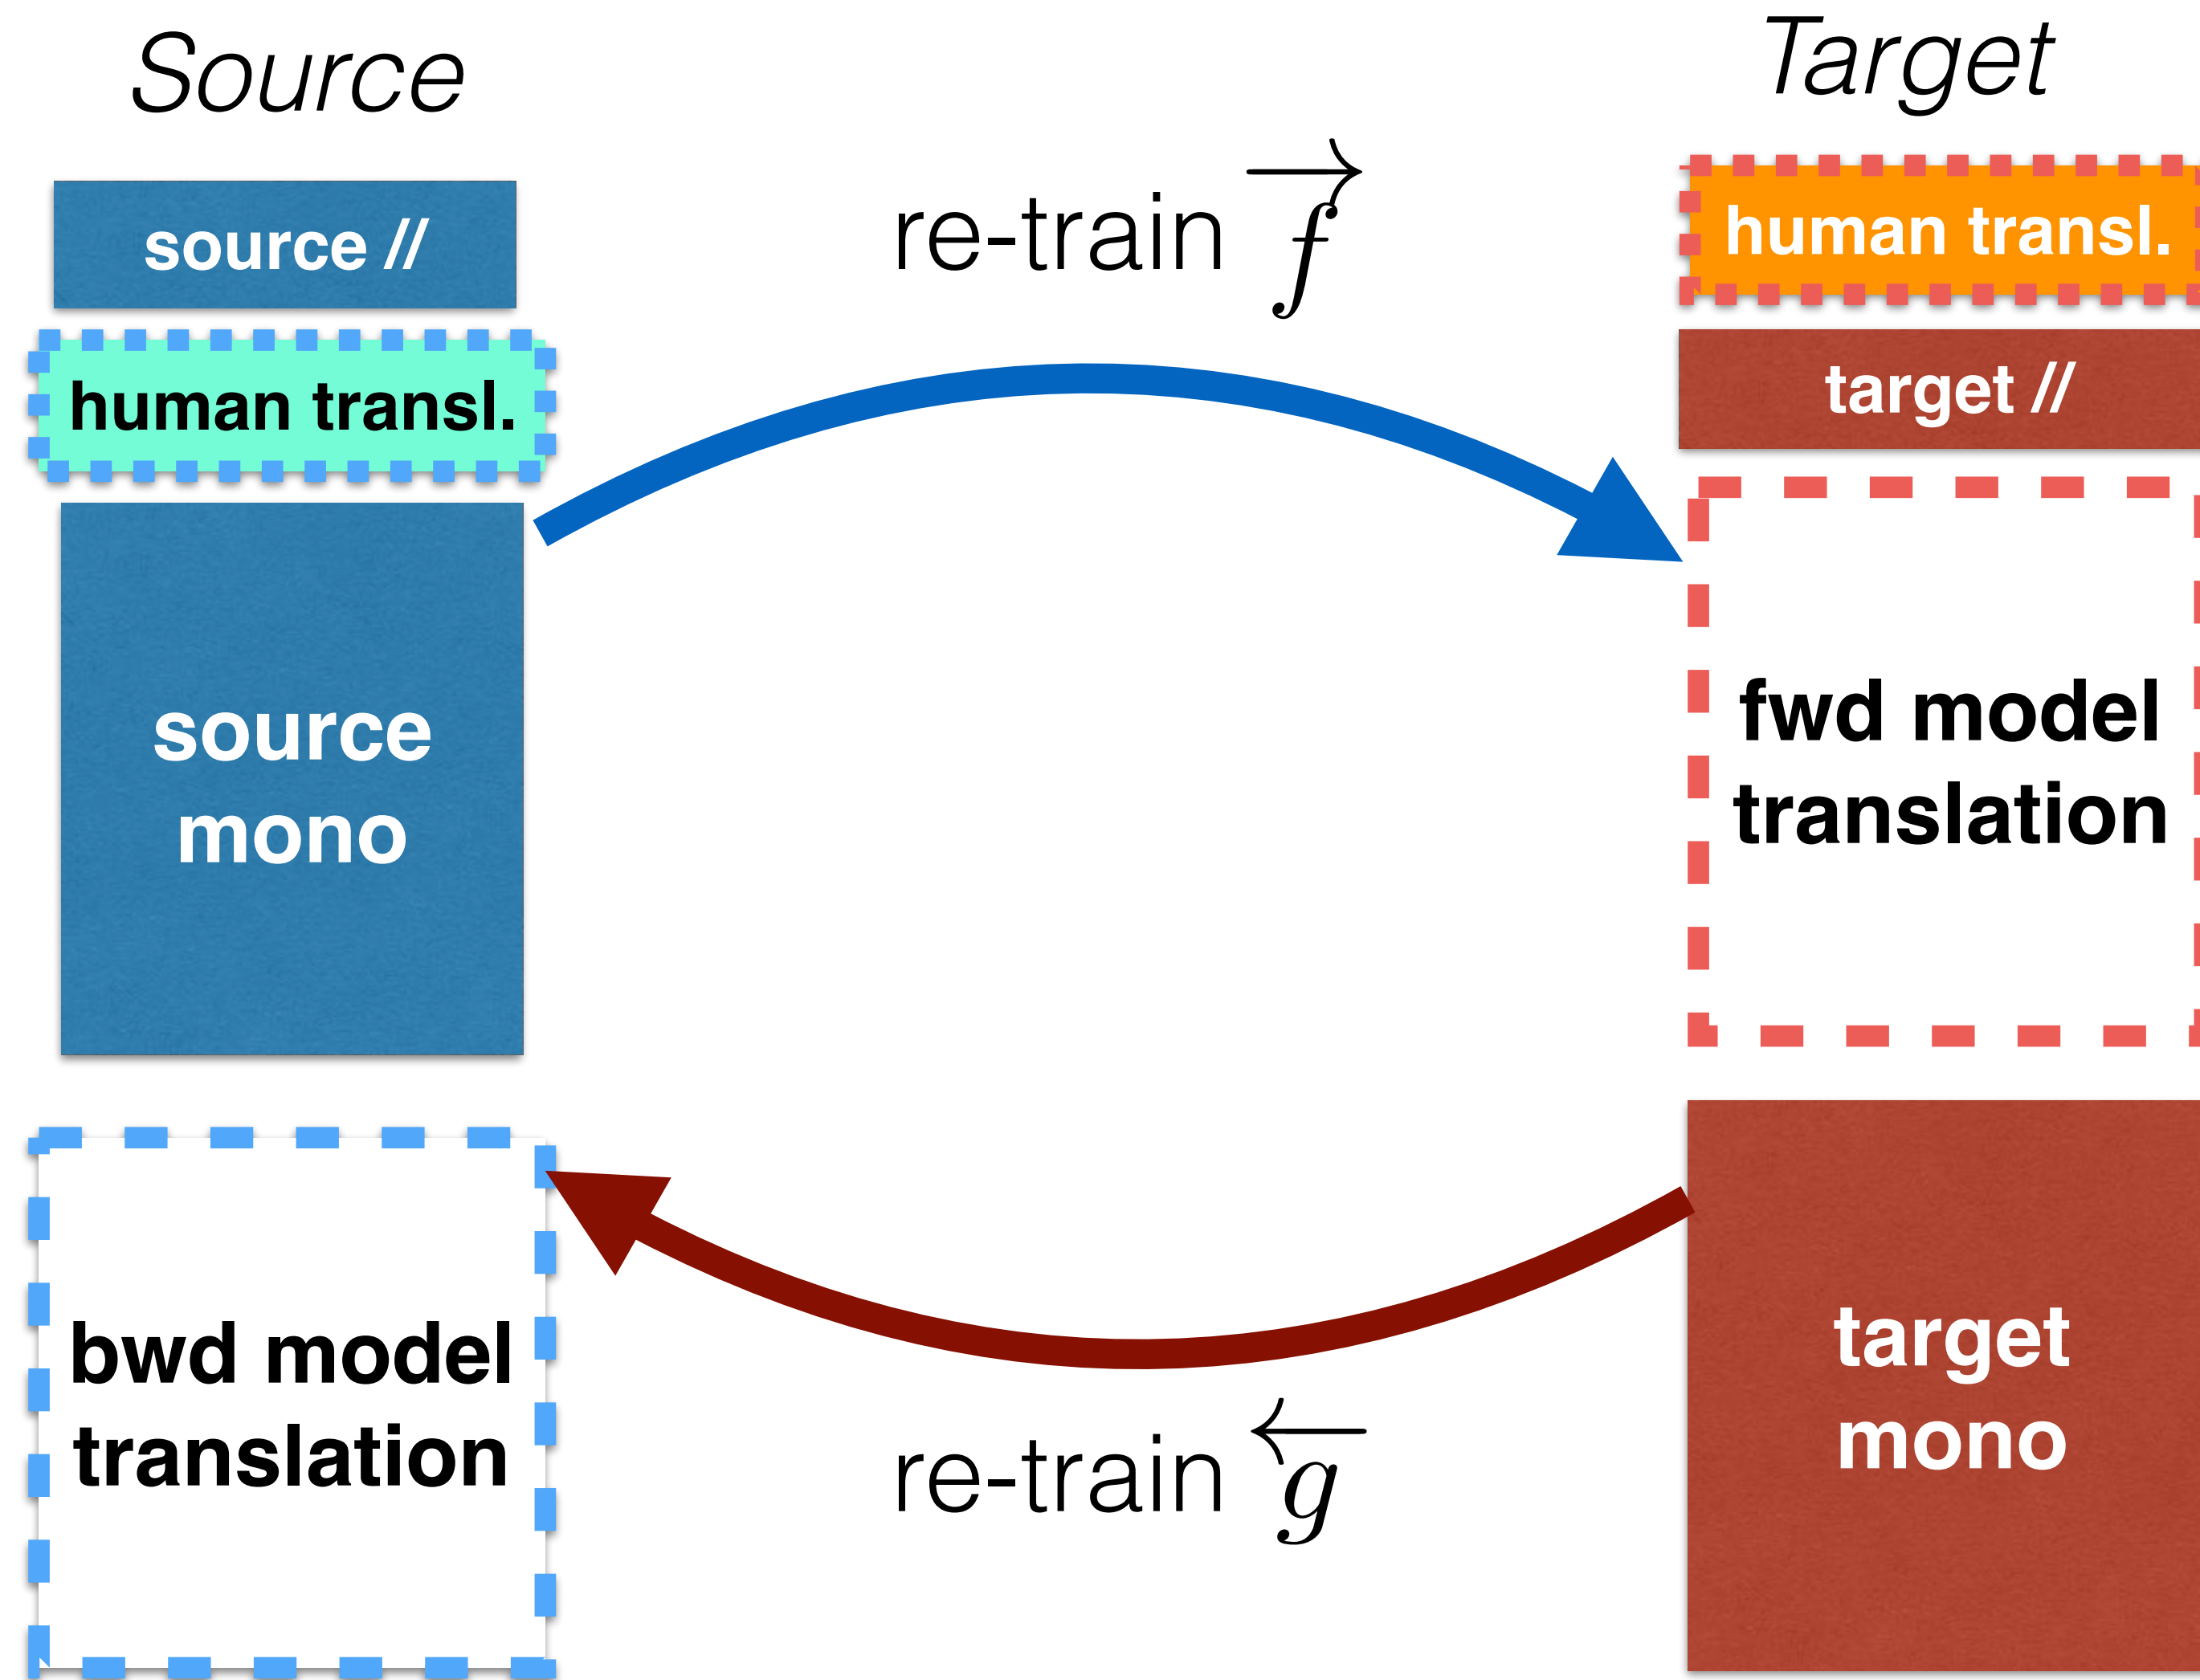 Source
Target
re-train f
source //
human transl.
human transl.
target //
source
mono
fwd model
translation
bwd model
translation
target
mono
re-train g